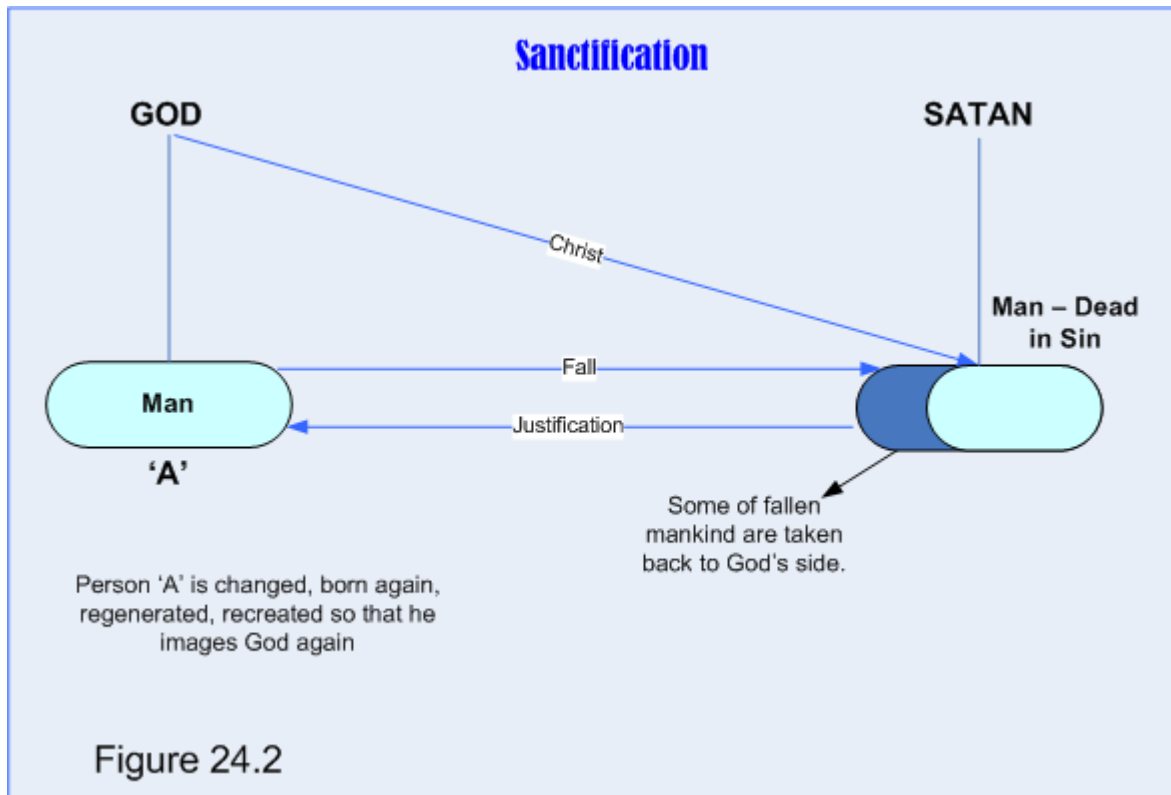 Sanctification
GOD
SATAN
Christ
Man – Dead
in Sin
Fall
Man
Justification
‘A’
Some of fallen
mankind are taken
back to God’s side.
Person ‘A’ is changed, born again,
regenerated, recreated so that he
images God again
Figure 24.2